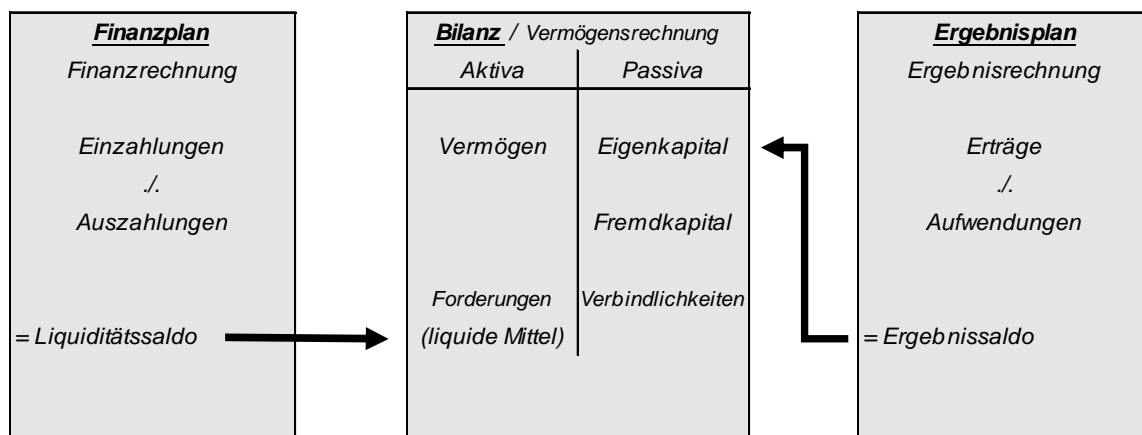 Finanzplan
Finanzrechnung
Einzahlungen
./.
Auszahlungen
= Liquiditätssaldo
Bilanz / Vermögensrechnung
Aktiva Passiva
Vermögen Eigenkapital
Fremdkapital
Forderungen Verbindlichkeiten
(liquide Mittel)
Ergebnisplan
Ergebnisrechnung
Erträge
./.
Aufwendungen
= Ergebnissaldo